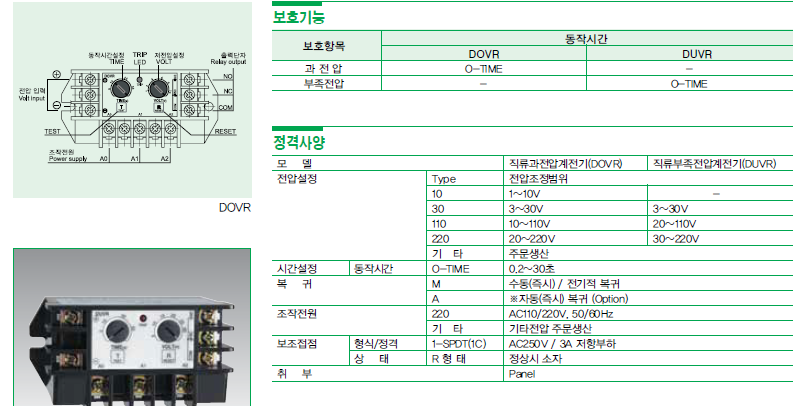 동작시간설정 TRIP 저전압설정 출력단자
TIME LED VOLT Relay output
DOVR
전압 입력
Volt input
NO
NC
COM
TIME
VOLT
T
R
TEST
RESET
조작전원
Power supply A0 A1 A2
DOVR
DUVR
T
R
A0 A1 A2
보호기능
보호항목 동작시간
DOVR DUVR
과 전 압 O-TIME -
부족전압 - O-TIME
정격사양
모 델 직류과전압계전기(DOVR) 직류부족전압계전기(DUVR)
전압설정 Type 전압조정범위
10 1~10V -
30 3~30V 3~30V
110 10~110V 20~110V
220 20~220V 30~220V
기 타 주문생산
시간설정 동작시간 O-TIME 0.2~30초
복 귀 M 수동(즉시) / 전기적 복귀
A ※자동(즉시) 복귀 (Option)
조작전원 220 AC110/220V, 50/60Hz
기 타 기타전압 주문생산
보조접점 형식/정격 1-SPDT(1C) AC250V / 3A 저항부하
상 태 R 형 태 정상시 소자
취 부 Panel